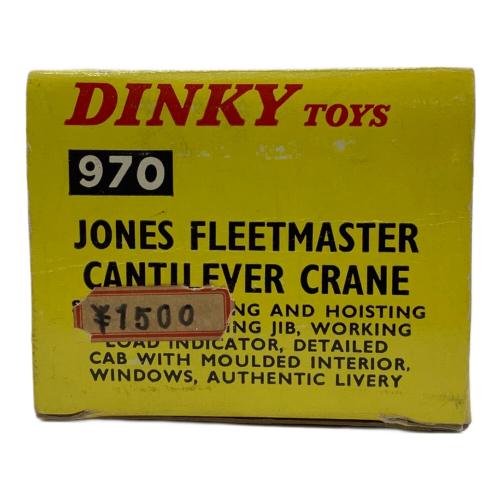 DINKY TOYS
970
JONES FLEETMASTER
CANTILEVER CRANE
AND HOISTING
¥1500 JIB, WORKING
LOAD INDICATOR, DETAILED
CAB WITH MOULDED INTERIOR,
WINDOWS, AUTHENTIC LIVERY